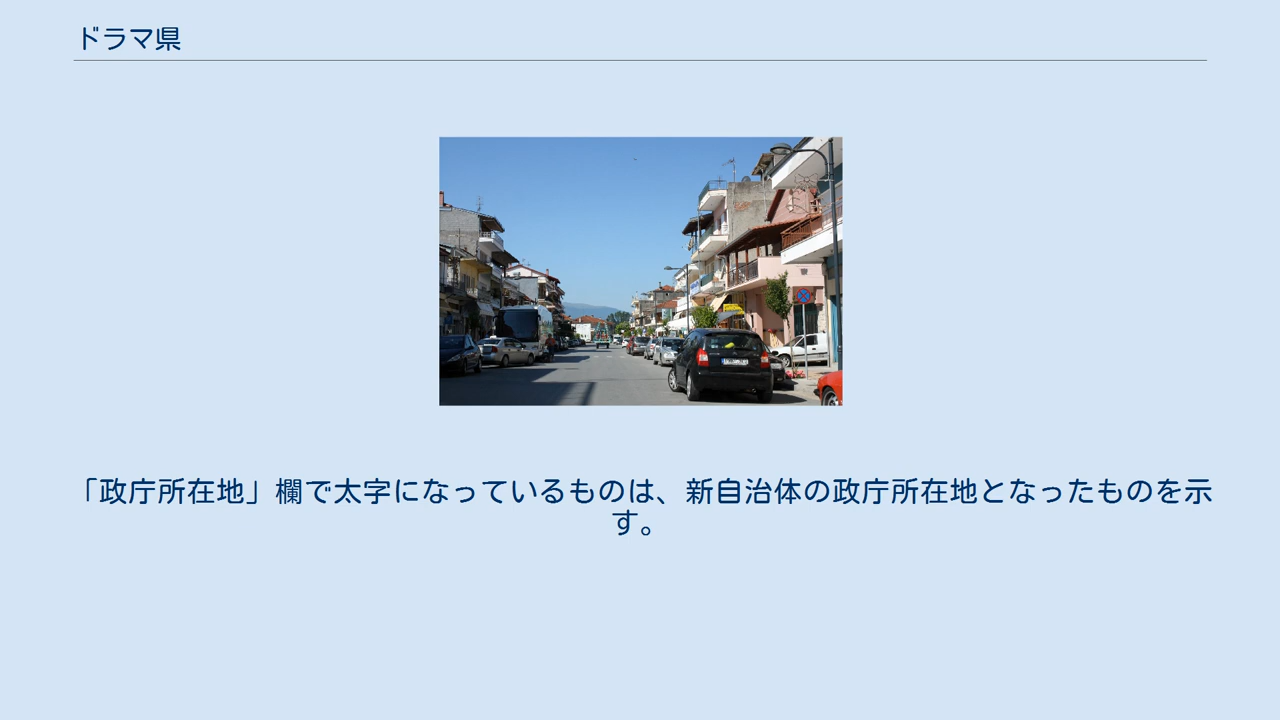 ドラマ県
「政庁所在地」欄で太字になっているものは、新自治体の政庁所在地となったものを示
す。